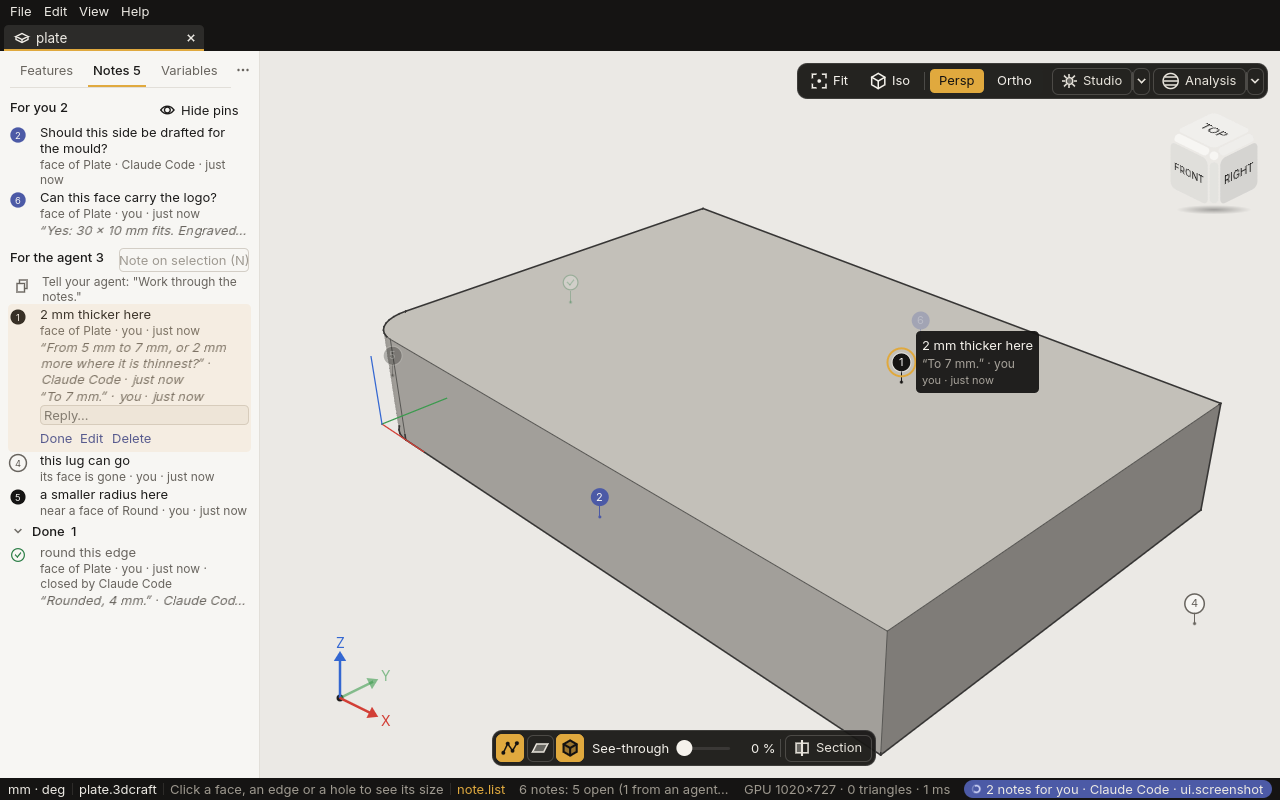 File Edit View Help
plate
Features Notes 5 Variables
For you 2 Hide pins
2 Should this side be drafted for
the mould?
face of Plate · Claude Code · just
now
6 Can this face carry the logo?
face of Plate · you · just now
“Yes: 30 × 10 mm fits. Engraved...
For the agent 3 Note on selection (N)
Tell your agent: "Work through the
notes."
1 2 mm thicker here
face of Plate · you · just now
“From 5 mm to 7 mm, or 2 mm
more where it is thinnest?” ·
Claude Code · just now
“To 7 mm.” · you · just now
Reply...
Done Edit Delete
4 this lug can go
its face is gone · you · just now
5 a smaller radius here
near a face of Round · you · just now
Done 1
round this edge
face of Plate · you · just now ·
closed by Claude Code
“Rounded, 4 mm.” · Claude Cod...
Fit Iso Persp Ortho Studio Analysis
TOP
FRONT RIGHT
6
1
2 mm thicker here
“To 7 mm.” · you
you · just now
2
4
Z
Y
X
See-through 0 % Section
mm · deg plate.3dcraft Click a face, an edge or a hole to see its size note.list 6 notes: 5 open (1 from an agent... GPU 1020×727 · 0 triangles · 1 ms 2 notes for you · Claude Code · ui.screenshot